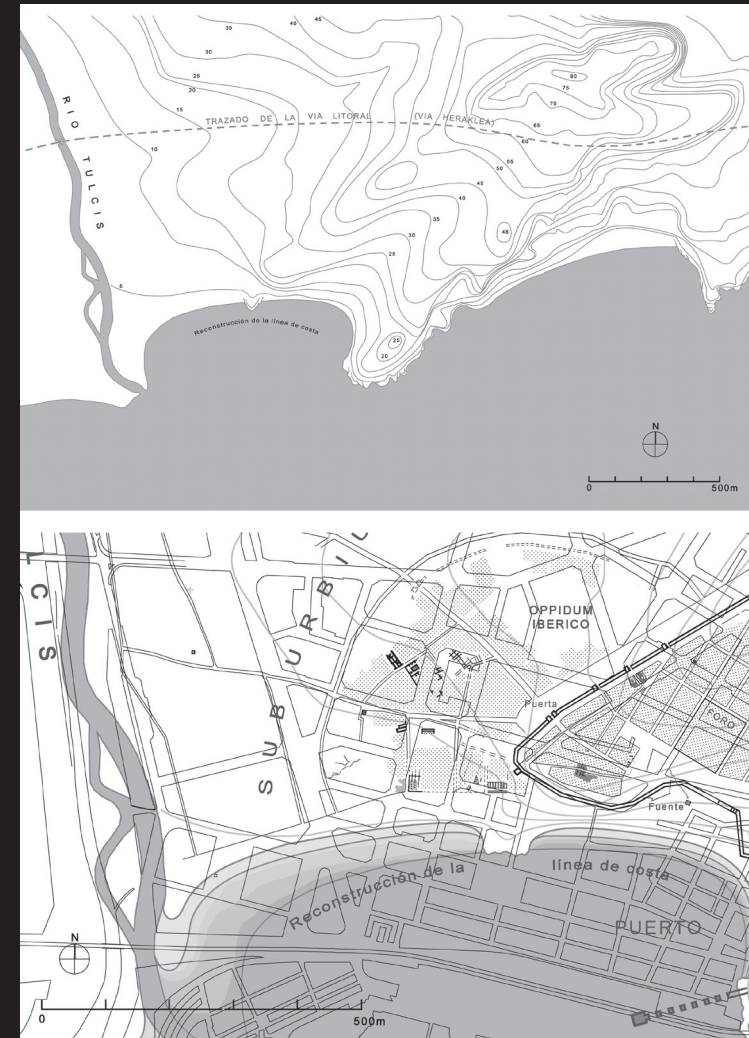 40
45
35
30
25
20
15
10
5
80
75
70
65
60
55
50
45
40
35
30
25
48
25
20
TRAZADO DE LA VIA LITORAL (VIA HERAKLEA)
RIO TULCIS
Reconstrucción de la línea de costa
N
0 500m
LCIS
SUBURBIU
OPPIDUM
IBERICO
Puerta
FORO
Fuente
Reconstrucción de la línea de costa
PUERTO
N
0 500m